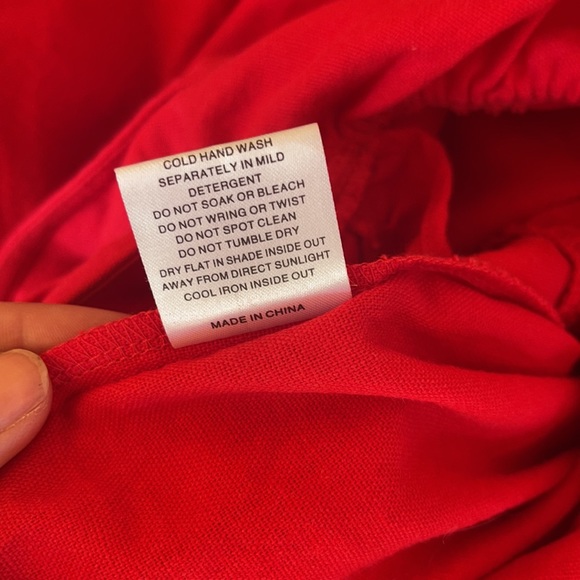 COLD HAND WASH
SEPARATELY IN MILD
DETERGENT
DO NOT SOAK OR BLEACH
DO NOT WRING OR TWIST
DO NOT SPOT CLEAN
DO NOT TUMBLE DRY
DRY FLAT IN SHADE INSIDE OUT
AWAY FROM DIRECT SUNLIGHT
COOL IRON INSIDE OUT
MADE IN CHINA